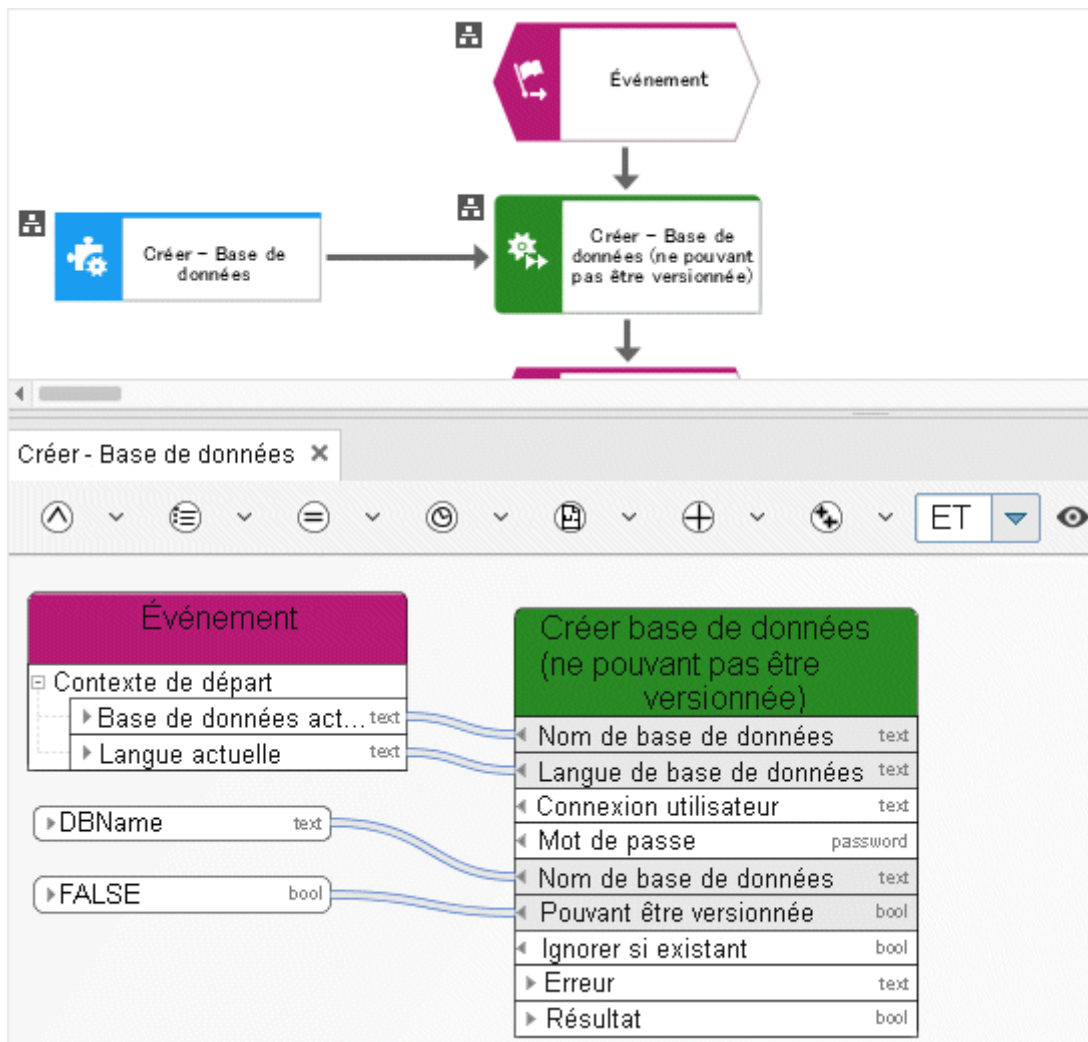 Événement
Créer – Base de
données
Créer – Base de
données (ne pouvant
pas être versionnée)
Créer - Base de données
ET
Événement
Contexte de départ
Base de données act... text
Langue actuelle text
DBName text
FALSE bool
Créer base de données
(ne pouvant pas être
versionnée)
Nom de base de données text
Langue de base de données text
Connexion utilisateur text
Mot de passe password
Nom de base de données text
Pouvant être versionnée bool
Ignorer si existant bool
Erreur text
Résultat bool